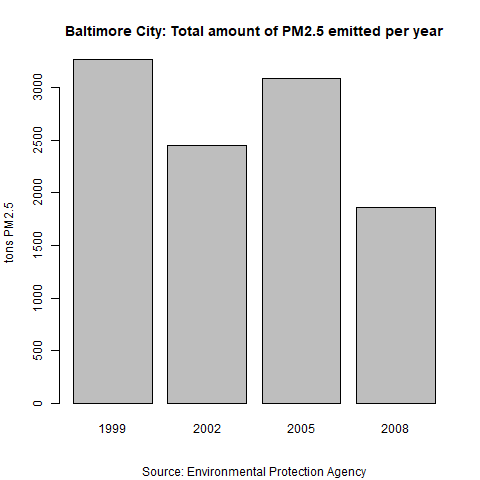 Baltimore City: Total amount of PM2.5 emitted per year
tons PM2.5
3000
2500
2000
1500
1000
500
0
1999 2002 2005 2008
Source: Environmental Protection Agency